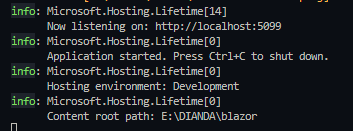 info: Microsoft.Hosting.Lifetime[14]
Now listening on: http://localhost:5099
info: Microsoft.Hosting.Lifetime[0]
Application started. Press Ctrl+C to shut down.
info: Microsoft.Hosting.Lifetime[0]
Hosting environment: Development
info: Microsoft.Hosting.Lifetime[0]
Content root path: E:\DIANDA\blazor